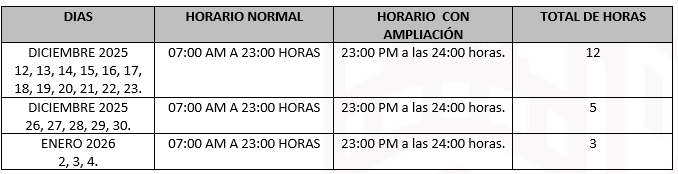 DIAS HORARIO NORMAL HORARIO CON AMPLIACIÓN TOTAL DE HORAS
DICIEMBRE 2025 07:00 AM A 23:00 HORAS 23:00 PM a las 24:00 horas. 12
12, 13, 14, 15, 16, 17,
18, 19, 20, 21, 22, 23.
DICIEMBRE 2025 07:00 AM A 23:00 HORAS 23:00 PM a las 24:00 horas. 5
26, 27, 28, 29, 30.
ENERO 2026 07:00 AM A 23:00 HORAS 23:00 PM a las 24:00 horas. 3
2, 3, 4.